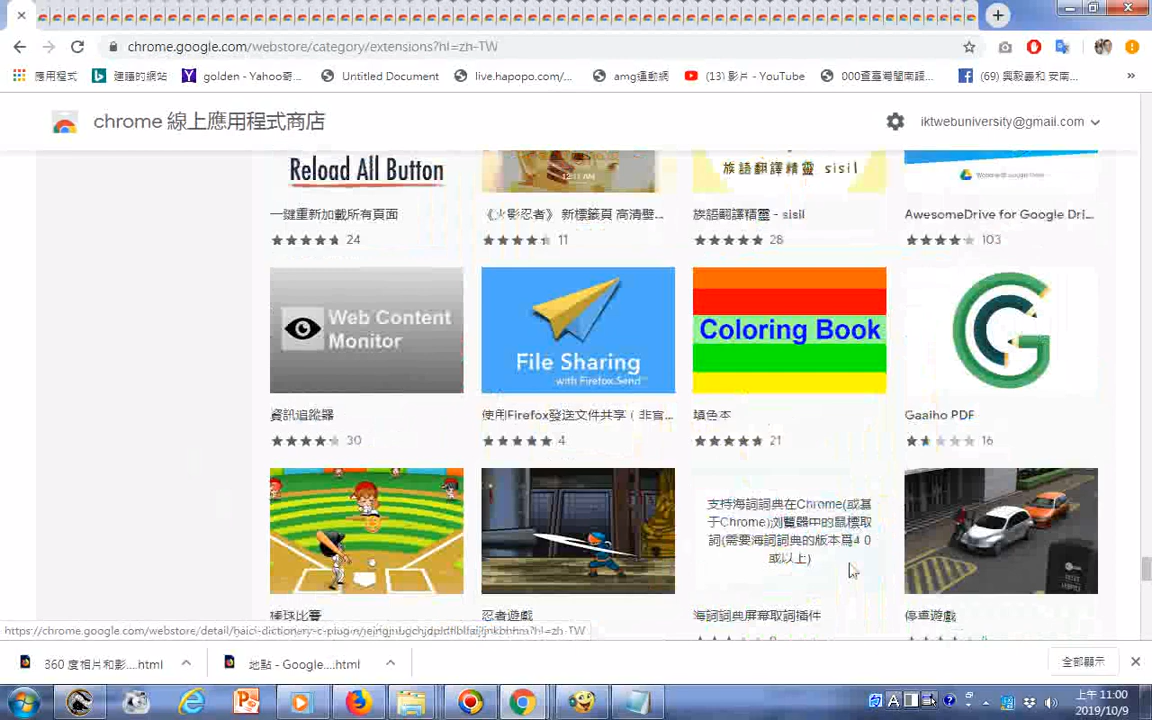 chrome.google.com/webstore/category/extensions?hl=zh-TW
應用程式
建議的網站
golden - Yahoo奇...
Untitled Document
live.hapopo.com/...
amg運動網
(13) 影片 - YouTube
000查臺灣閩南語...
(69) 吳毅蕭和 安南...
»
chrome 線上應用程式商店
iktwebuniversity@gmail.com
Reload All Button
12:11 AM
族語翻譯精靈 sisil
一鍵重新加載所有頁面
《火影忍者》 新標籤頁 高清壁...
族語翻譯精靈 - sisil
AwesomeDrive for Google Dri...
24
11
28
103
Web Content
Monitor
File Sharing
with Firefox Send
Coloring Book
資訊追蹤器
使用Firefox發送文件共享 ( 非官...
填色本
Gaaiho PDF
30
4
21
16
支持海詞詞典在Chrome(或基
于Chrome)浏覽器中的鼠標取
詞(需要海詞詞典的版本爲4.0
或以上)
棒球比賽
忍者遊戲
海詞詞典屏幕取詞插件
停車遊戲
360 度相片和影....html
地點 - Google....html
全部顯示
上午 11:00
2019/10/9